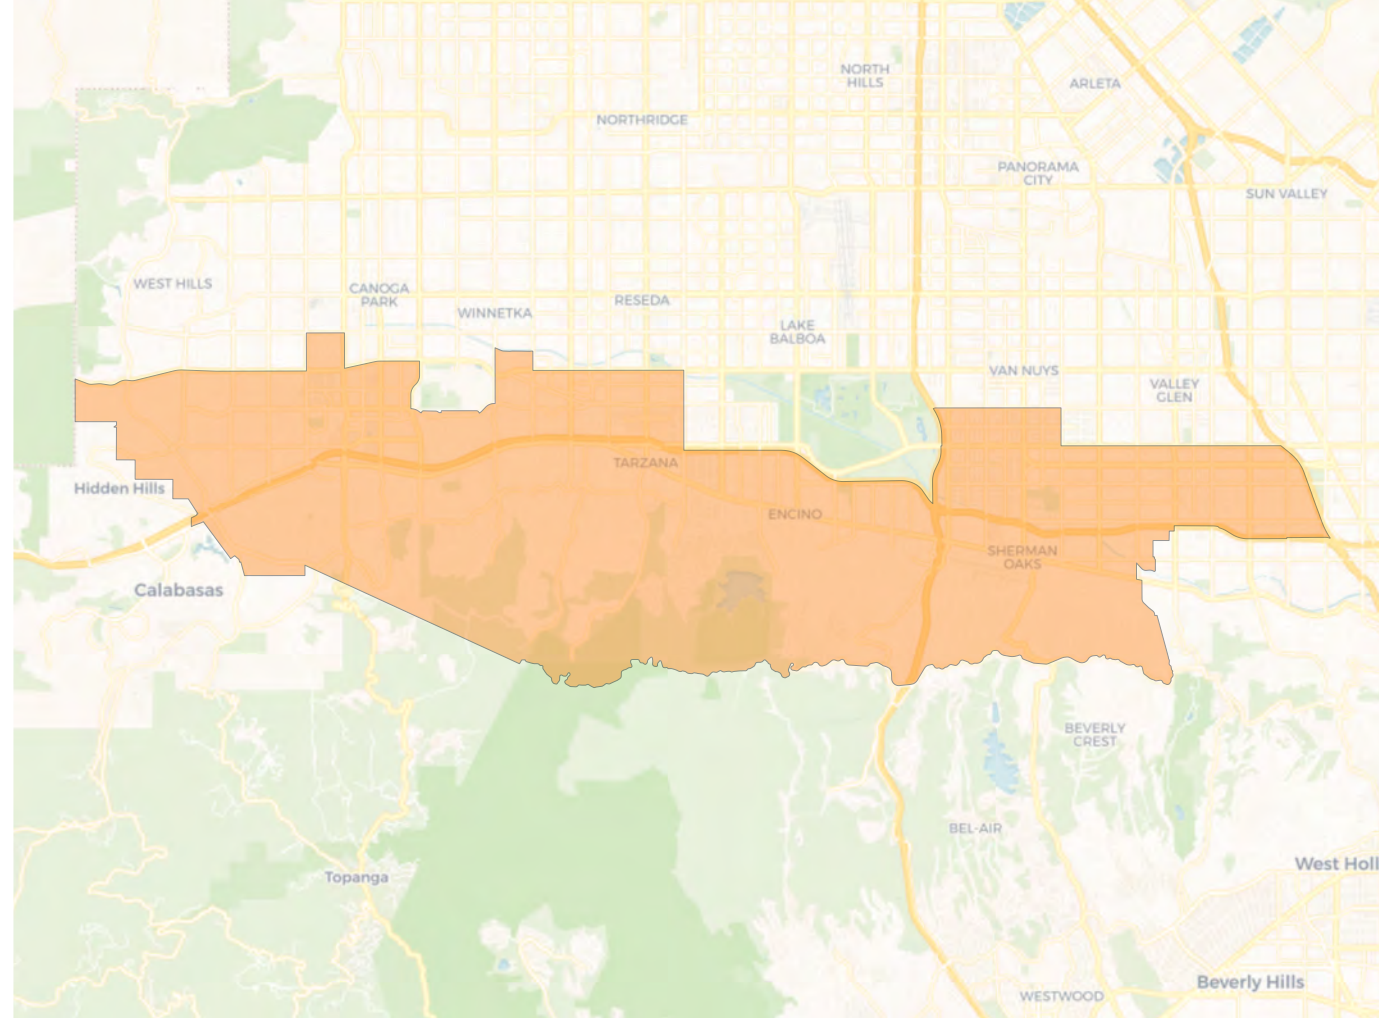 NORTH
HILLS
ARLETA
NORTHRIDGE
PANORAMA
CITY
SUN VALLEY
WEST HILLS
CANOGA
PARK
WINNETKA
RESEDA
LAKE
BALBOA
VAN NUYS
VALLEY
GLEN
TARZANA
Hidden Hills
ENCINO
SHERMAN
OAKS
Calabasas
BEVERLY
CREST
BEL-AIR
West Holl
Topanga
Beverly Hills
WESTWOOD